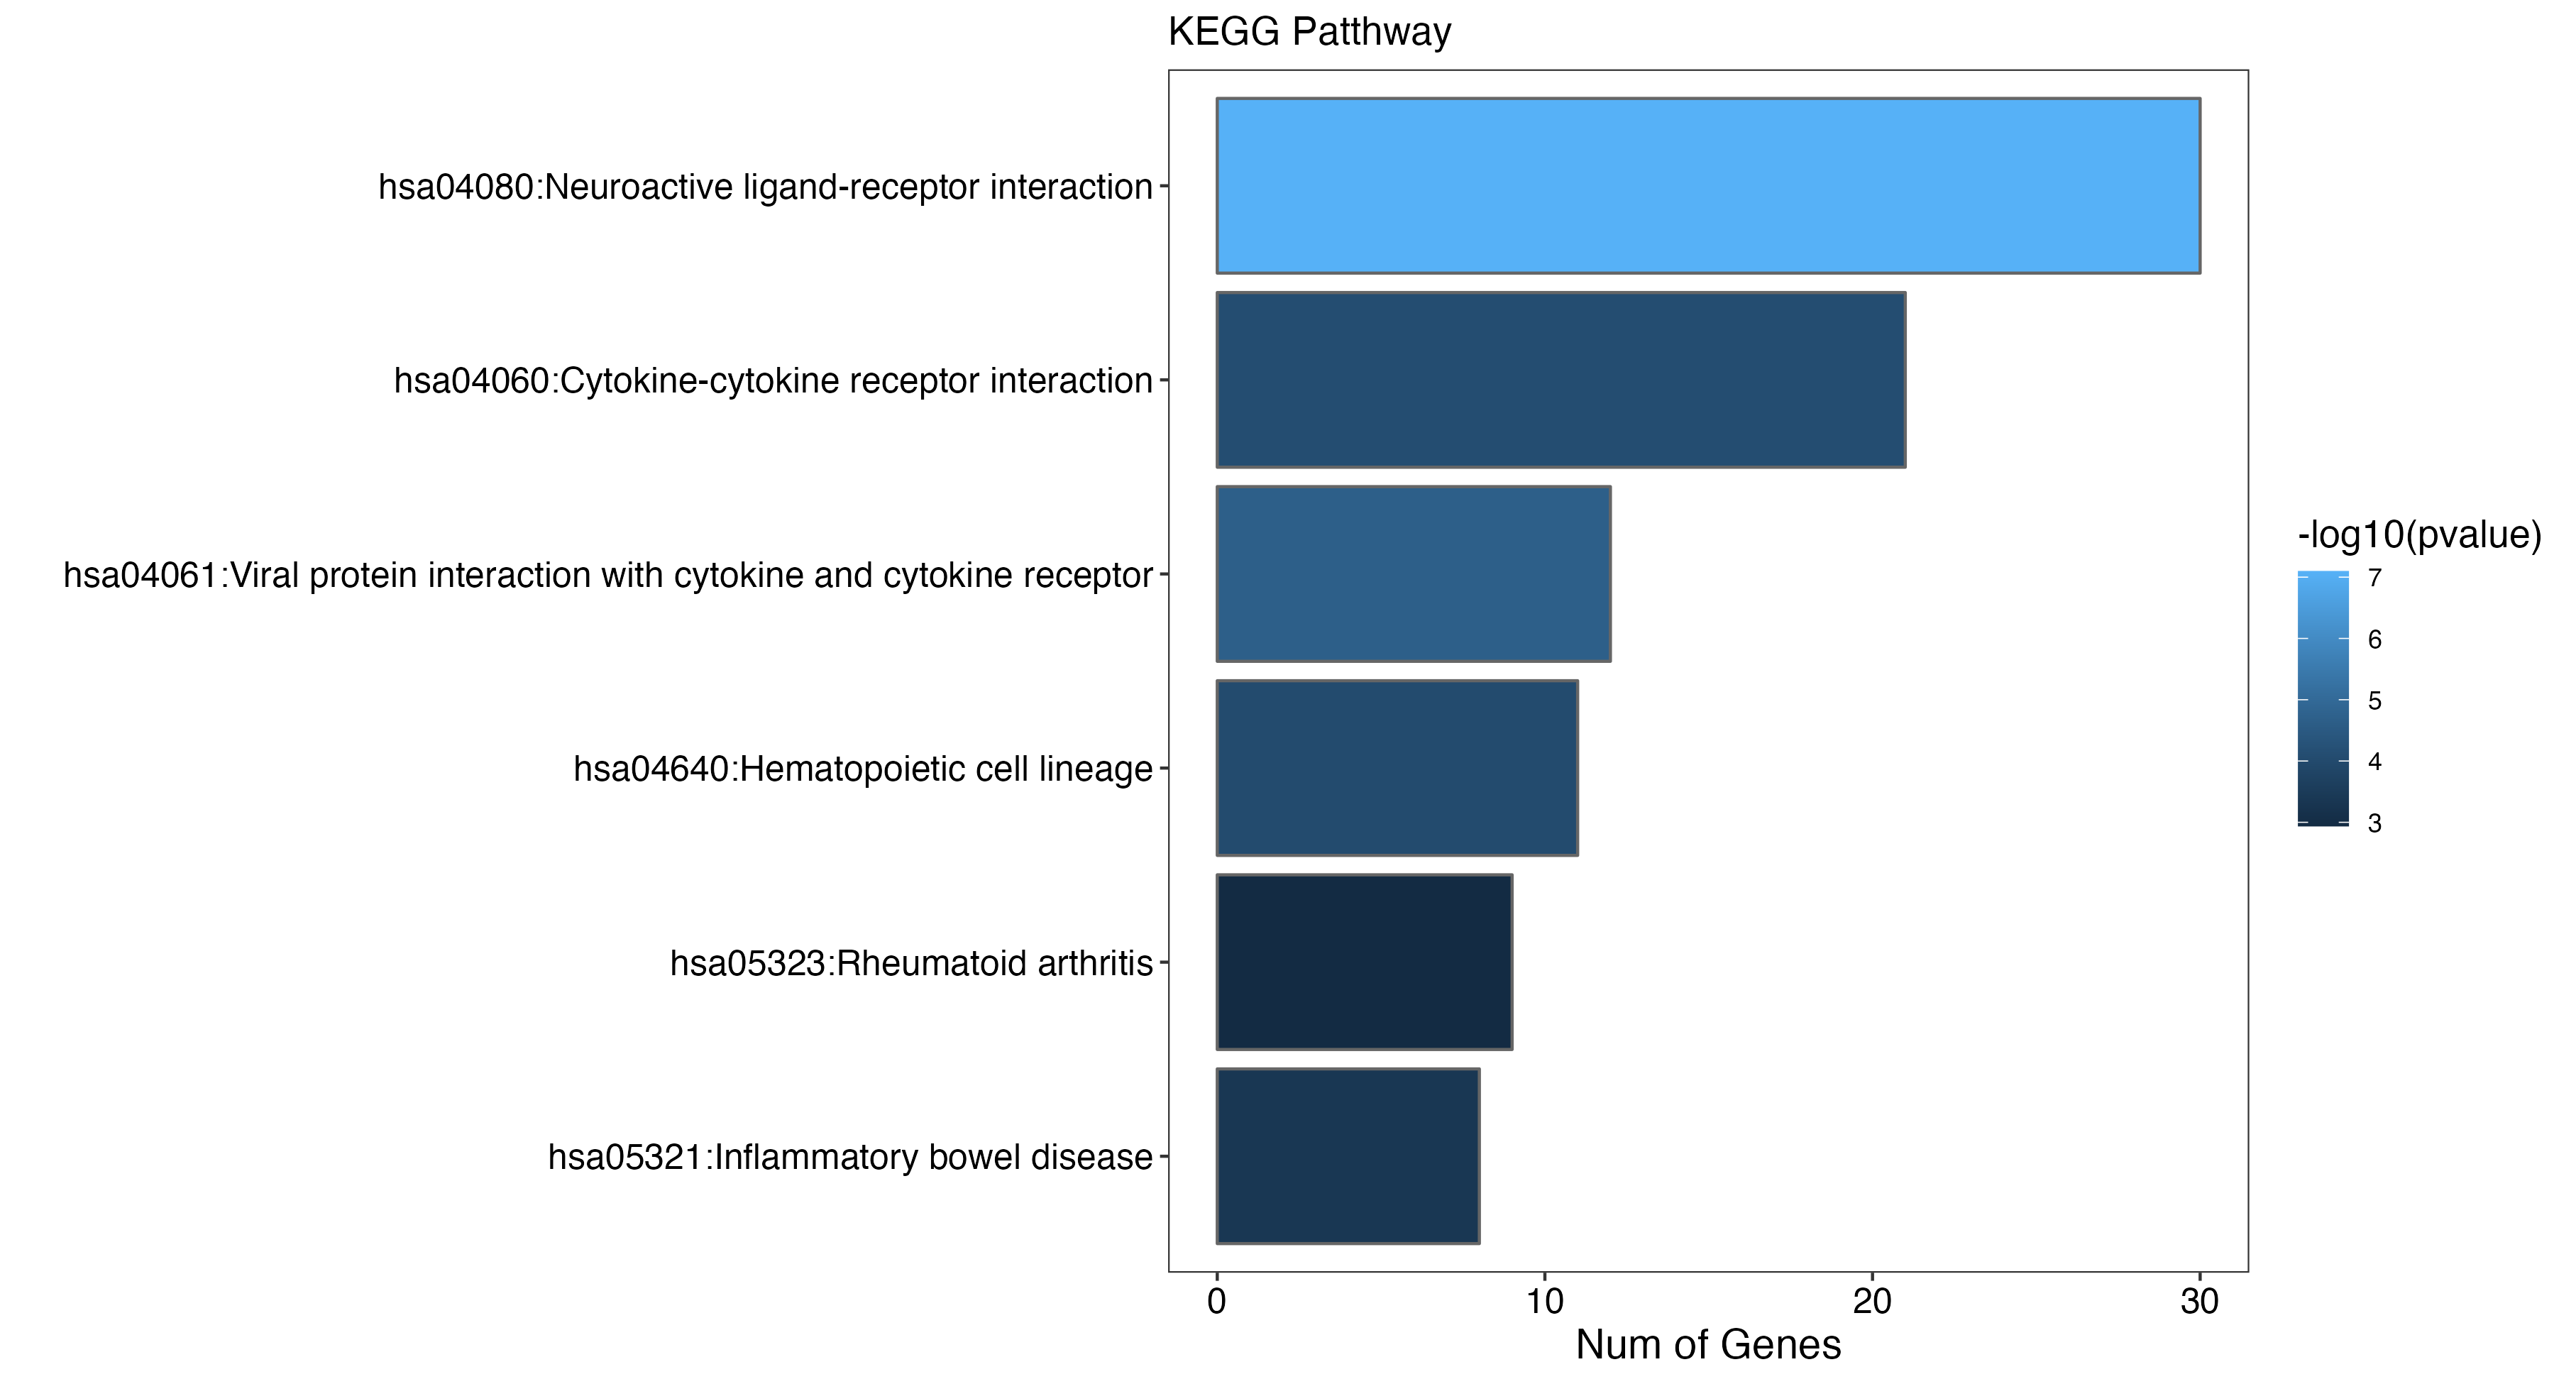 KEGG Patthway
hsa04080:Neuroactive ligand-receptor interaction
hsa04060:Cytokine-cytokine receptor interaction
hsa04061:Viral protein interaction with cytokine and cytokine receptor
hsa04640:Hematopoietic cell lineage
hsa05323:Rheumatoid arthritis
hsa05321:Inflammatory bowel disease
0 10 20 30
Num of Genes
-log10(pvalue)
7
6
5
4
3